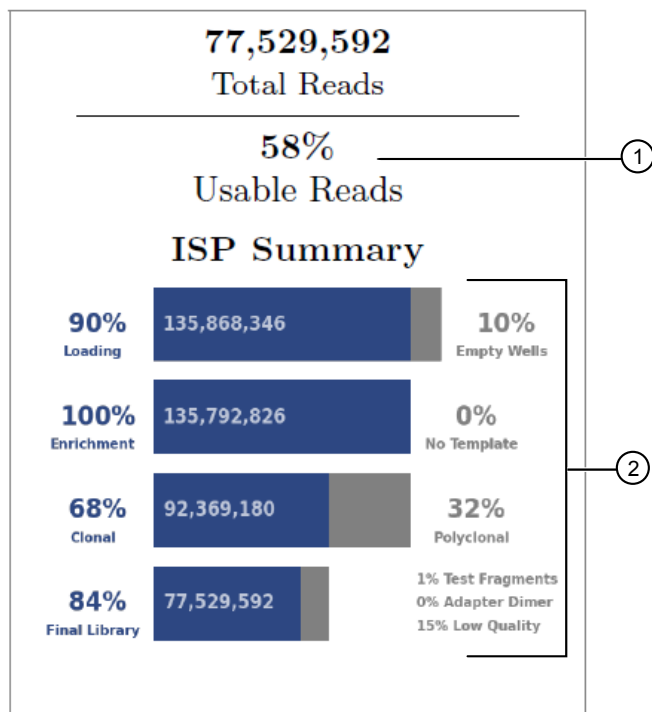 77,529,592
Total Reads
58%
1
Usable Reads
ISP Summary
90%
Loading
135,868,346
10%
Empty Wells
100%
Enrichment
135,792,826
0%
No Template
2
68%
Clonal
92,369,180
32%
Polyclonal
84%
Final Library
77,529,592
1% Test Fragments
0% Adapter Dimer
15% Low Quality